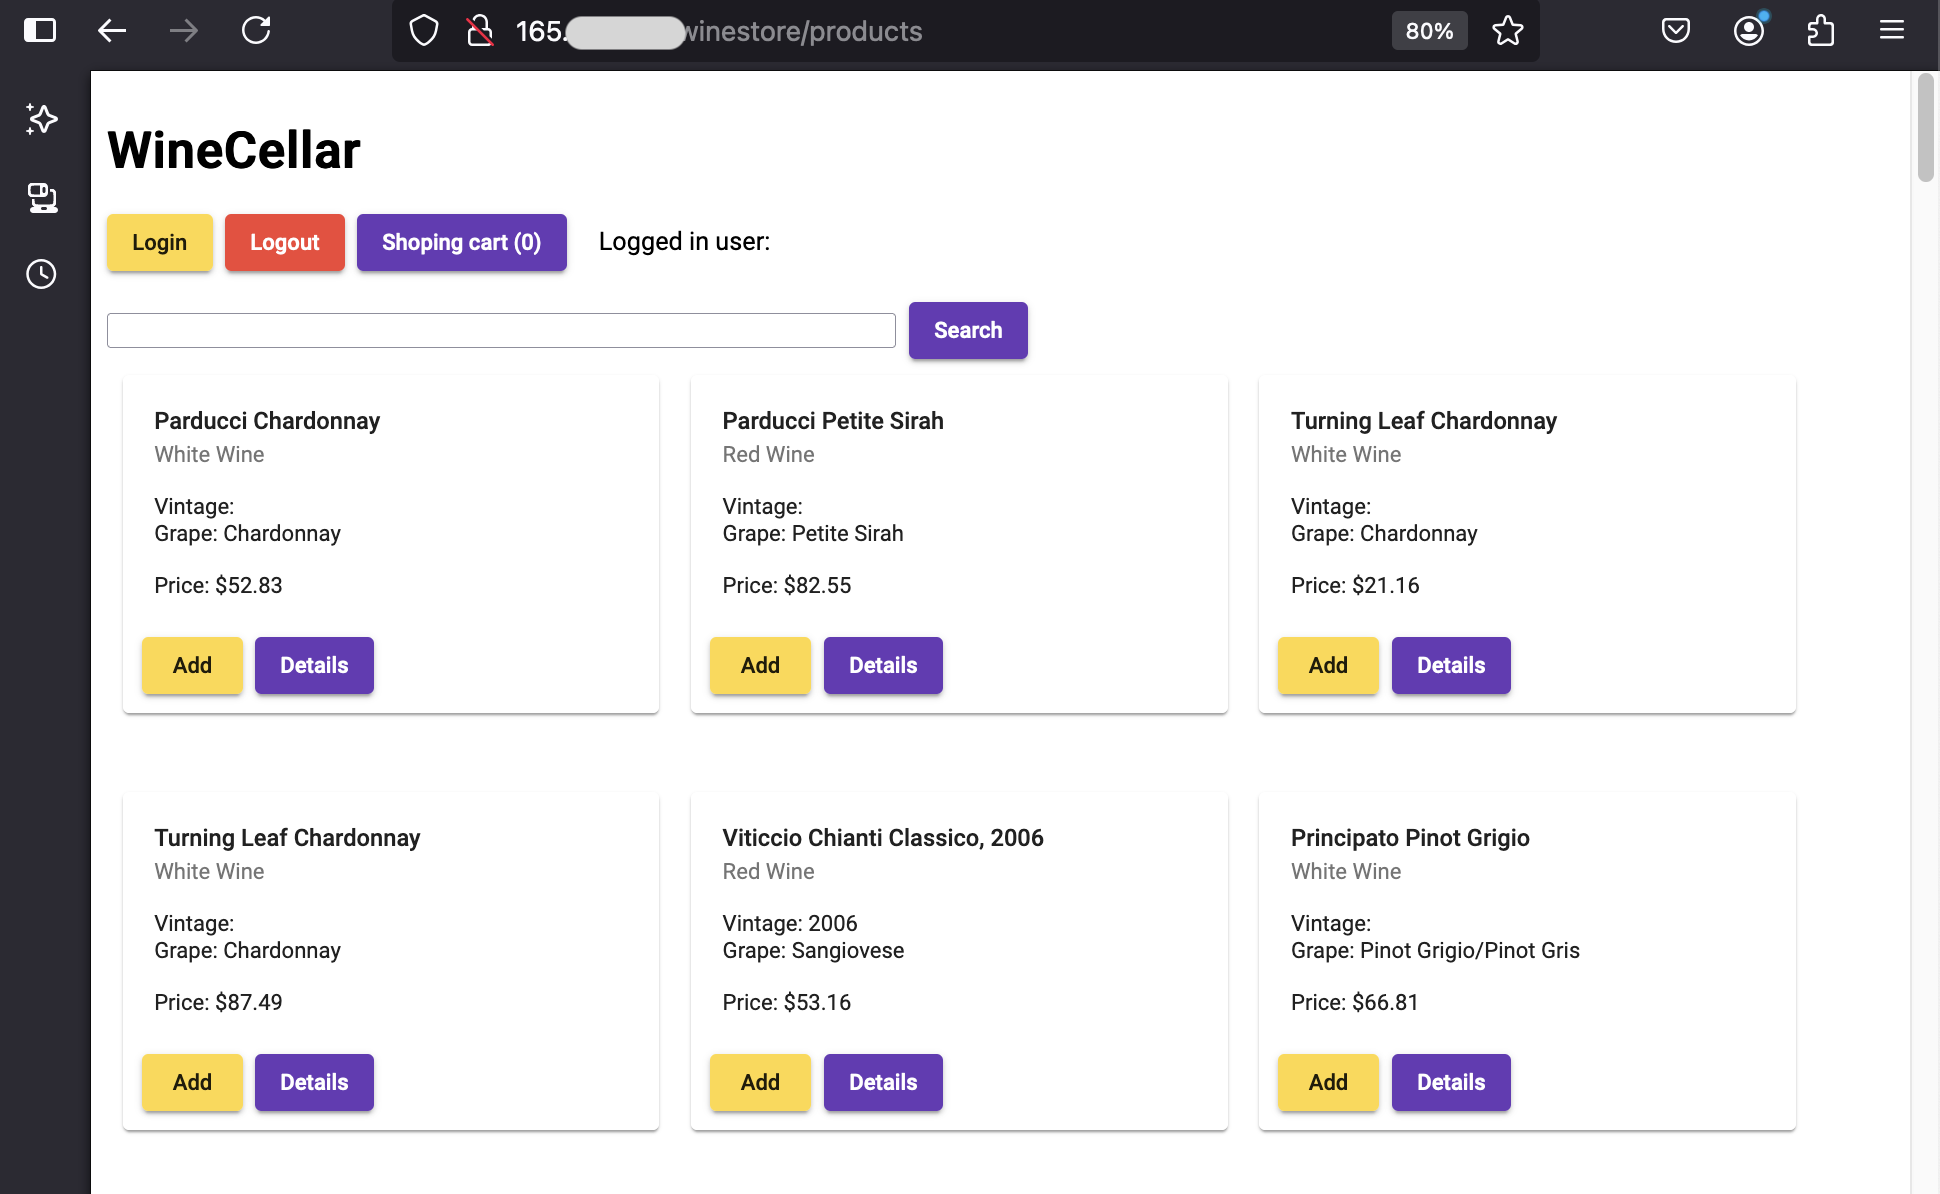 165.
winestore/products
80%
WineCellar
Login
Logout
Shoping cart (0)
Logged in user:
Search
Parducci Chardonnay
White Wine
Vintage:
Grape: Chardonnay
Price: $52.83
Add
Details
Parducci Petite Sirah
Red Wine
Vintage:
Grape: Petite Sirah
Price: $82.55
Add
Details
Turning Leaf Chardonnay
White Wine
Vintage:
Grape: Chardonnay
Price: $21.16
Add
Details
Turning Leaf Chardonnay
White Wine
Vintage:
Grape: Chardonnay
Price: $87.49
Add
Details
Viticcio Chianti Classico, 2006
Red Wine
Vintage: 2006
Grape: Sangiovese
Price: $53.16
Add
Details
Principato Pinot Grigio
White Wine
Vintage:
Grape: Pinot Grigio/Pinot Gris
Price: $66.81
Add
Details